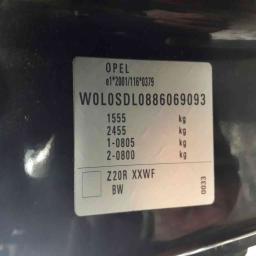 OPEL
e1*2001/116*0379
W0L0SDL0886069093
1555 kg
2455 kg
1-0805 kg
2-0800 kg
Z20R XXWF
BW
0033